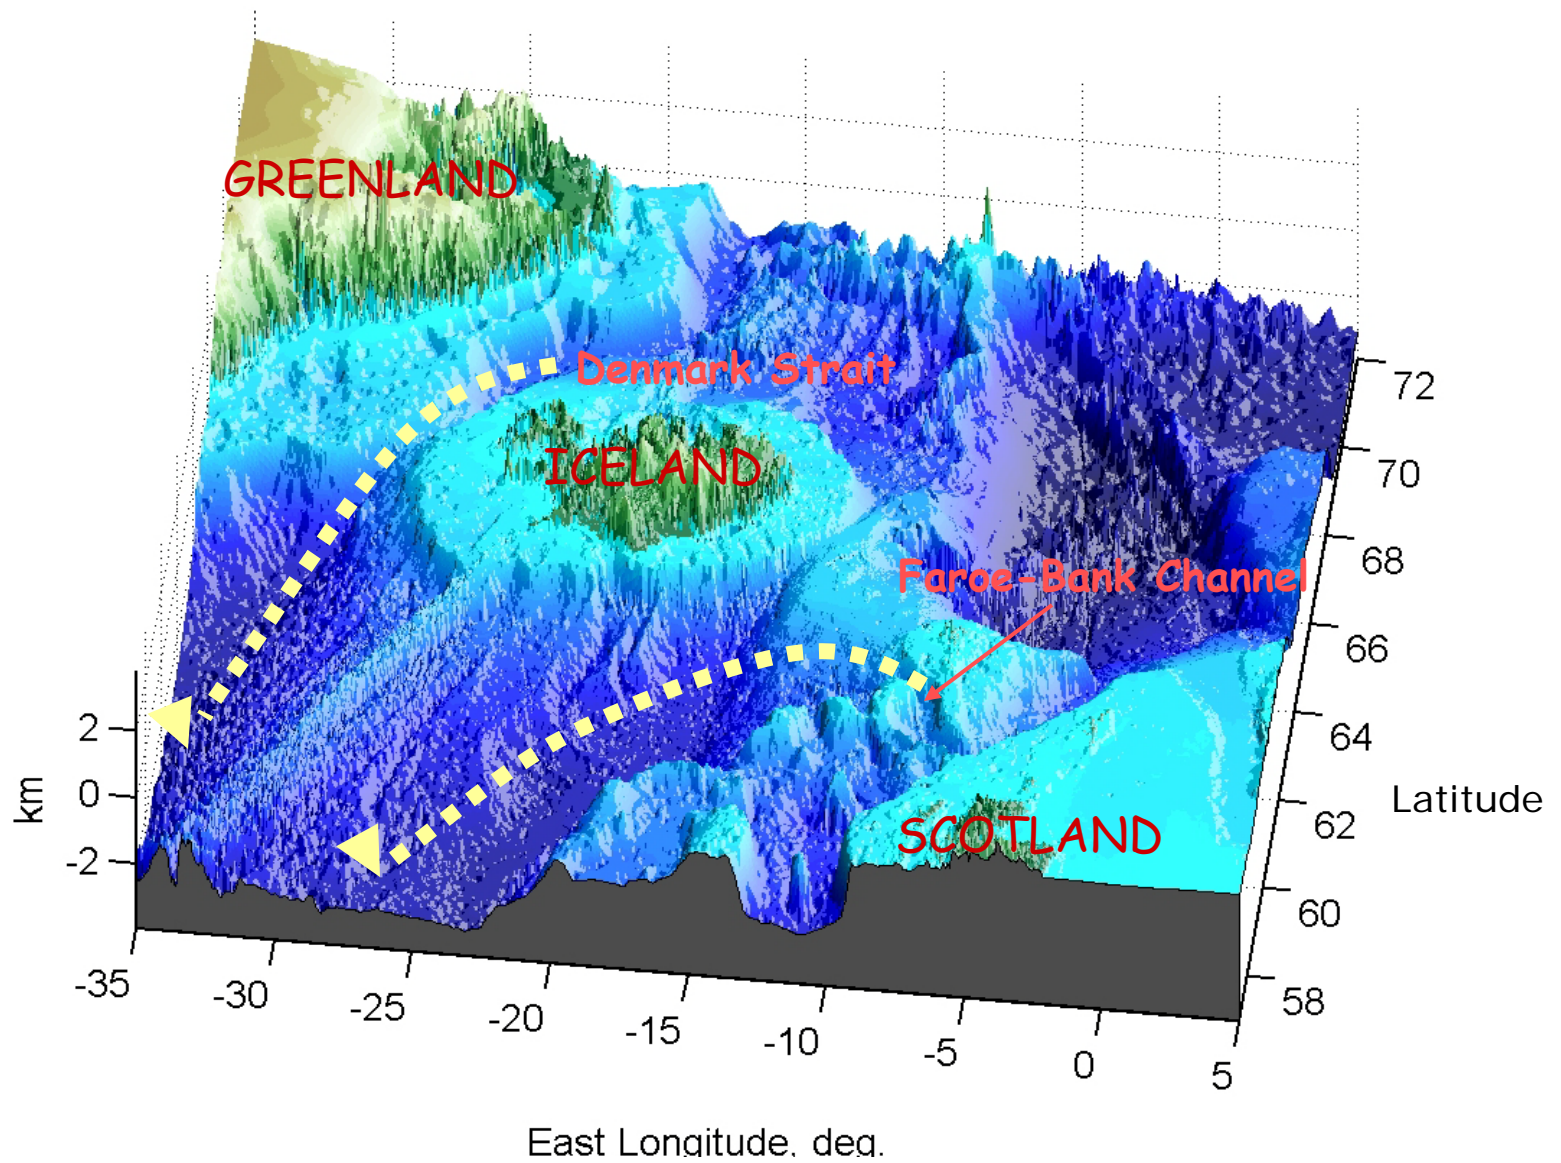 GREENLAND
Denmark Strait
ICELAND
Faroe-Bank Channel
SCOTLAND
72
70
68
66
64
62
60
58
Latitude
2
0
-2
km
-35
-30
-25
-20
-15
-10
-5
0
5
East Longitude, deg.